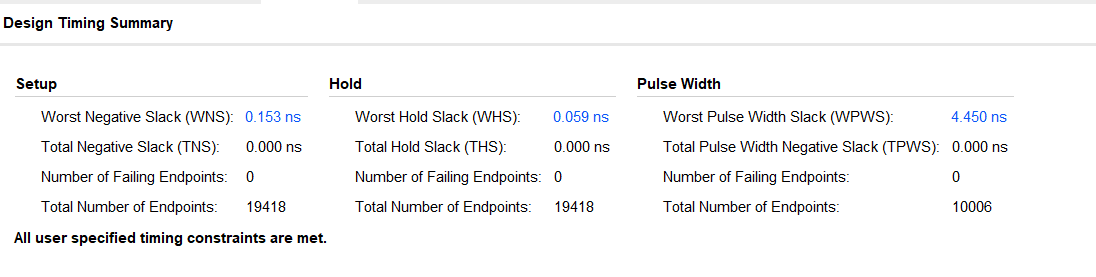 Design Timing Summary
Setup Hold Pulse Width
Worst Negative Slack (WNS): 0.153 ns Worst Hold Slack (WHS): 0.059 ns Worst Pulse Width Slack (WPWS): 4.450 ns
Total Negative Slack (TNS): 0.000 ns Total Hold Slack (THS): 0.000 ns Total Pulse Width Negative Slack (TPWS): 0.000 ns
Number of Failing Endpoints: 0 Number of Failing Endpoints: 0 Number of Failing Endpoints: 0
Total Number of Endpoints: 19418 Total Number of Endpoints: 19418 Total Number of Endpoints: 10006
All user specified timing constraints are met.